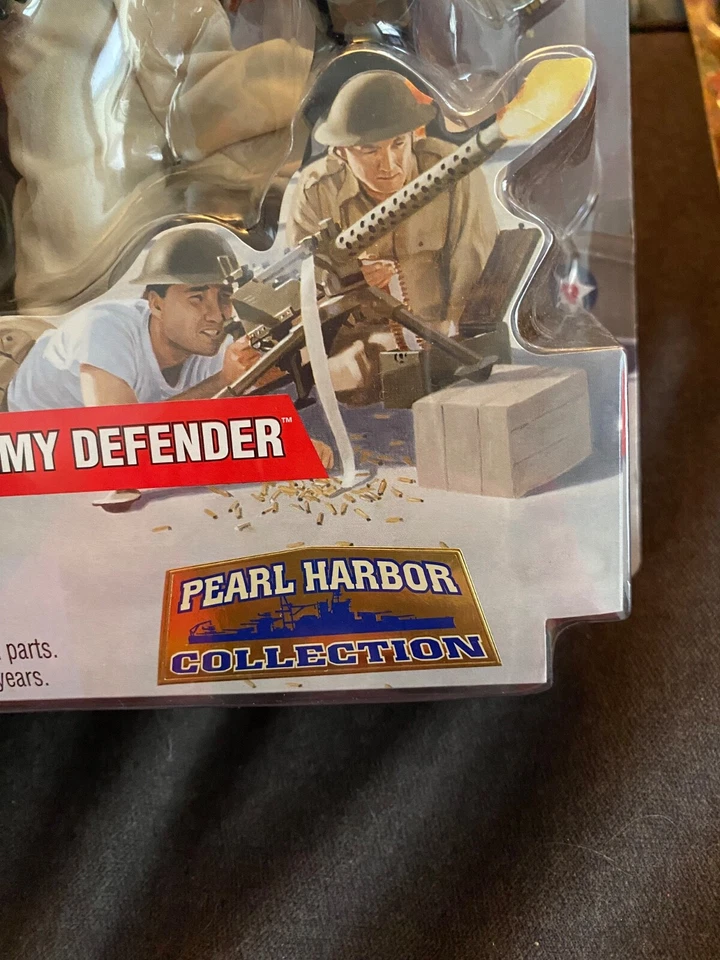 MY DEFENDER™
PEARL HARBOR
COLLECTION
parts.
years.